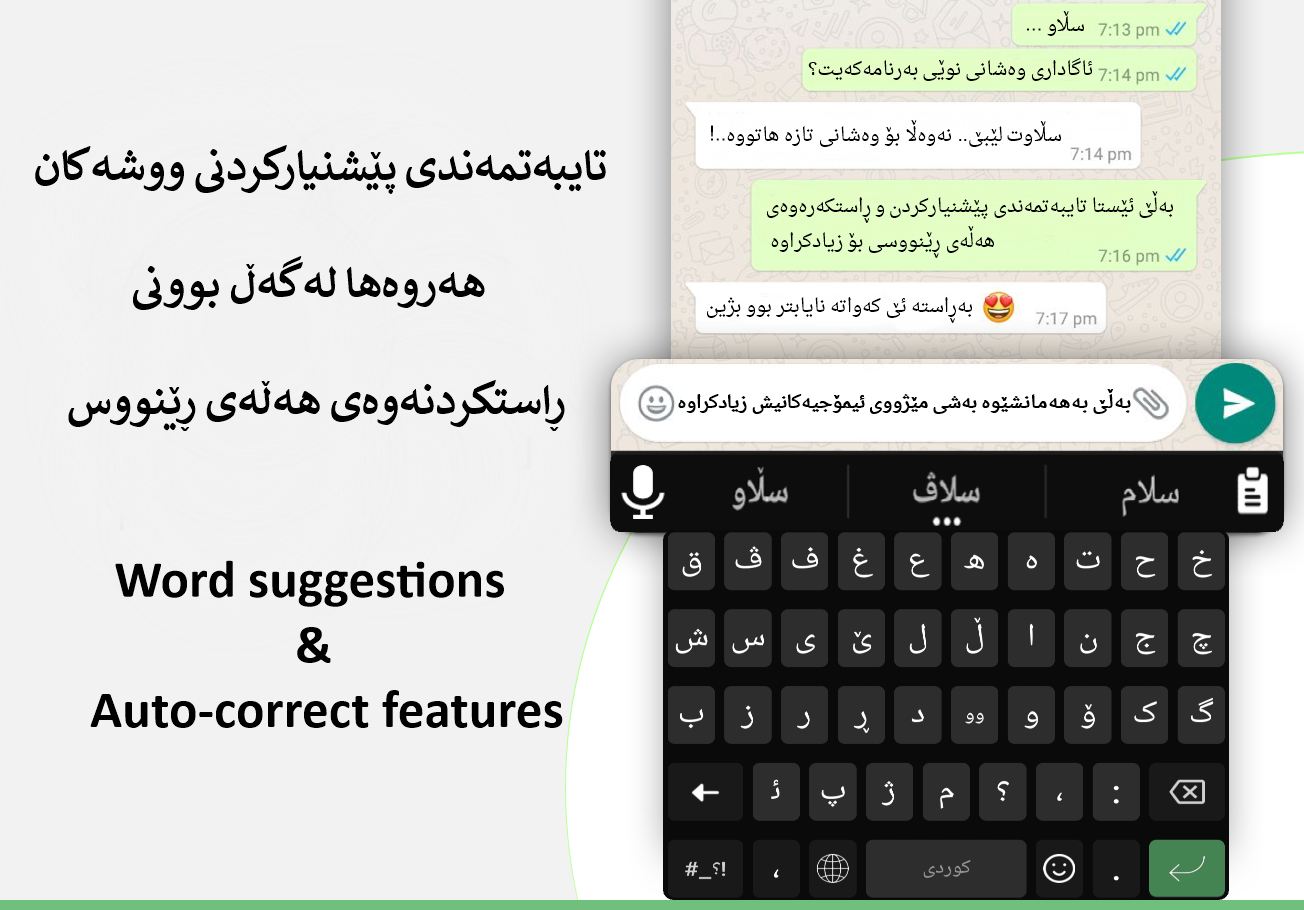 تایبەتمەندی پێشنیارکردنی ووشەکان
هەروەها لەگەڵ بوونی
ڕاستکردنەوەی هەڵەی ڕێنووس
Word suggestions
&
Auto-correct features
سڵاو ... 7:13 pm
ئاگاداری وەشانی نوێی بەرنامەکەیت؟ 7:14 pm
سڵاوت لێبێ.. نەوەڵا بۆ وەشانی تازە هاتووە..!
7:14 pm
بەڵێ ئێستا تایبەتمەندی پێشنیارکردن و ڕاستکەرەوەی
هەڵەی ڕێنووسی بۆ زیادکراوە
7:16 pm
بەڕاستە ئێ کەواتە نایابتر بوو بژین 😍 7:17 pm
بەڵێ بەهەمانشێوە بەشی مێژووی ئیمۆجیەکانیش زیادکراوە
سڵاو سلاڤ سلام
ق ڤ ف غ ع ھ ە ت ح خ
ش س ی ێ ل ڵ ا ن ج چ
ب ز ر ڕ د وو و ۆ ک گ
ئ پ ژ م ؟ ، :
#_؟! ، کوردی .